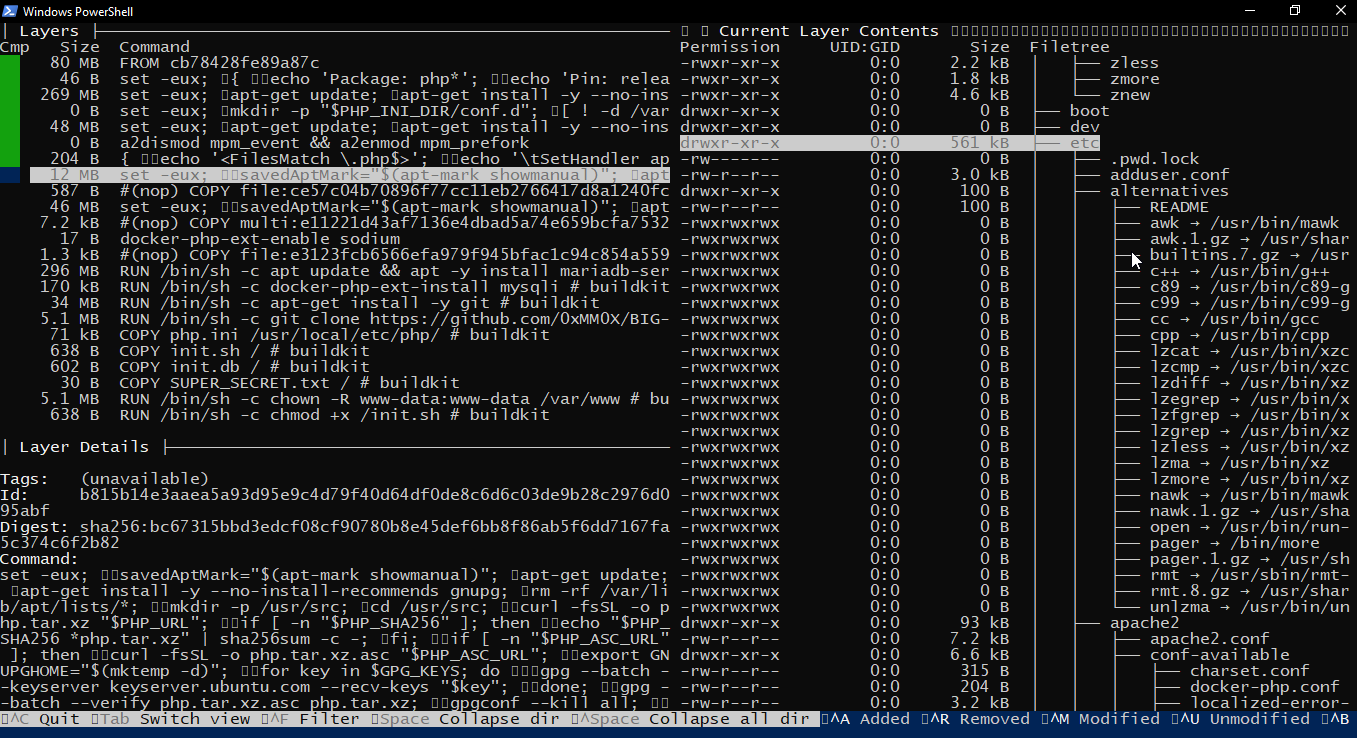 Windows PowerShell
| Layers |
Cmp Size Command
80 MB FROM cb78428fe89a87c
46 B set -eux; { echo 'Package: php*'; echo 'Pin: relea
269 MB set -eux; apt-get update; apt-get install -y --no-ins
0 B set -eux; mkdir -p "$PHP_INI_DIR/conf.d"; [ ! -d /var
48 MB set -eux; apt-get update; apt-get install -y --no-ins
0 B a2dismod mpm_event && a2enmod mpm_prefork
204 B { echo '<FilesMatch \.php$>'; echo '\tSetHandler ap
12 MB set -eux; savedAptMark="$(apt-mark showmanual)"; apt
587 B #(nop) COPY file:ce57c04b70896f77cc11eb2766417d8a1240fc
46 MB set -eux; savedAptMark="$(apt-mark showmanual)"; apt
7.2 kB #(nop) COPY multi:e11221d43af7136e4dbad5a74e659bcfa7532
17 B docker-php-ext-enable sodium
1.3 kB #(nop) COPY file:e3123fcb6566efa979f945bfac1c94c854a559
296 MB RUN /bin/sh -c apt update && apt -y install mariadb-ser
170 kB RUN /bin/sh -c docker-php-ext-install mysqli # buildkit
34 MB RUN /bin/sh -c apt-get install -y git # buildkit
5.1 MB RUN /bin/sh -c git clone https://github.com/0xMM0X/BIG-
71 kB COPY php.ini /usr/local/etc/php/ # buildkit
638 B COPY init.sh / # buildkit
602 B COPY init.db / # buildkit
30 B COPY SUPER_SECRET.txt / # buildkit
5.1 MB RUN /bin/sh -c chown -R www-data:www-data /var/www # bu
638 B RUN /bin/sh -c chmod +x /init.sh # buildkit
| Layer Details |
Tags: (unavailable)
Id: b815b14e3aaea5a93d95e9c4d79f40d64df0de8c6d6c03de9b28c2976d0
95abf
Digest: sha256:bc67315bbd3edcf08cf90780b8e45def6bb8f86ab5f6dd7167fa
5c374c6f2b82
Command:
set -eux; savedAptMark="$(apt-mark showmanual)"; apt-get update;
apt-get install -y --no-install-recommends gnupg; rm -rf /var/li
b/apt/lists/*; mkdir -p /usr/src; cd /usr/src; curl -fsSL -o p
hp.tar.xz "$PHP_URL"; if [ -n "$PHP_SHA256" ]; then echo "$PHP_
SHA256 *php.tar.xz" | sha256sum -c -; fi; if [ -n "$PHP_ASC_URL"
]; then curl -fsSL -o php.tar.xz.asc "$PHP_ASC_URL"; export GN
UPGHOME="$(mktemp -d)"; for key in $GPG_KEYS; do gpg --batch -
-keyserver keyserver.ubuntu.com --recv-keys "$key"; done; gpg -
-batch --verify php.tar.xz.asc php.tar.xz; gpgconf --kill all;
Current Layer Contents
Permission UID:GID Size Filetree
-rwxr-xr-x 0:0 2.2 kB zless
-rwxr-xr-x 0:0 1.8 kB zmore
-rwxr-xr-x 0:0 4.6 kB znew
drwxr-xr-x 0:0 0 B boot
drwxr-xr-x 0:0 0 B dev
drwxr-xr-x 0:0 561 kB etc
-rw------- 0:0 0 B .pwd.lock
-rw-r--r-- 0:0 3.0 kB adduser.conf
drwxr-xr-x 0:0 100 B alternatives
-rw-r--r-- 0:0 100 B README
-rwxrwxrwx 0:0 0 B awk → /usr/bin/mawk
-rwxrwxrwx 0:0 0 B awk.1.gz → /usr/shar
-rwxrwxrwx 0:0 0 B builtins.7.gz → /usr
-rwxrwxrwx 0:0 0 B c++ → /usr/bin/g++
-rwxrwxrwx 0:0 0 B c89 → /usr/bin/c89-g
-rwxrwxrwx 0:0 0 B c99 → /usr/bin/c99-g
-rwxrwxrwx 0:0 0 B cc → /usr/bin/gcc
-rwxrwxrwx 0:0 0 B cpp → /usr/bin/cpp
-rwxrwxrwx 0:0 0 B lzcat → /usr/bin/xzc
-rwxrwxrwx 0:0 0 B lzcmp → /usr/bin/xzc
-rwxrwxrwx 0:0 0 B lzdiff → /usr/bin/xz
-rwxrwxrwx 0:0 0 B lzegrep → /usr/bin/x
-rwxrwxrwx 0:0 0 B lzfgrep → /usr/bin/x
-rwxrwxrwx 0:0 0 B lzgrep → /usr/bin/xz
-rwxrwxrwx 0:0 0 B lzless → /usr/bin/xz
-rwxrwxrwx 0:0 0 B lzma → /usr/bin/xz
-rwxrwxrwx 0:0 0 B lzmore → /usr/bin/xz
-rwxrwxrwx 0:0 0 B nawk → /usr/bin/mawk
-rwxrwxrwx 0:0 0 B nawk.1.gz → /usr/sha
-rwxrwxrwx 0:0 0 B open → /usr/bin/run-
-rwxrwxrwx 0:0 0 B pager → /bin/more
-rwxrwxrwx 0:0 0 B pager.1.gz → /usr/sh
-rwxrwxrwx 0:0 0 B rmt → /usr/sbin/rmt-
-rwxrwxrwx 0:0 0 B rmt.8.gz → /usr/shar
-rwxrwxrwx 0:0 0 B unlzma → /usr/bin/un
drwxr-xr-x 0:0 93 kB apache2
-rw-r--r-- 0:0 7.2 kB apache2.conf
drwxr-xr-x 0:0 6.6 kB conf-available
-rw-r--r-- 0:0 315 B charset.conf
-rw-r--r-- 0:0 204 B docker-php.conf
-rw-r--r-- 0:0 3.2 kB localized-error-
^C Quit Tab Switch view ^F Filter Space Collapse dir ^Space Collapse all dir ^A Added ^R Removed ^M Modified ^U Unmodified ^B